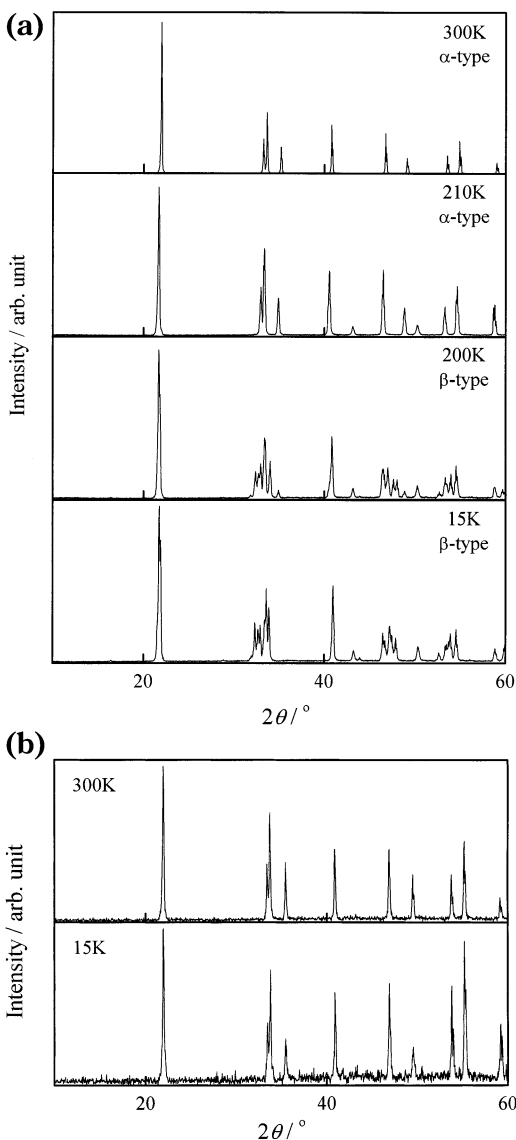 (a)
300K
α-type
210K
α-type
200K
β-type
15K
β-type
Intensity / arb. unit
20
40
60
2θ / °
(b)
300K
15K
Intensity / arb. unit
20
40
60
2θ / °